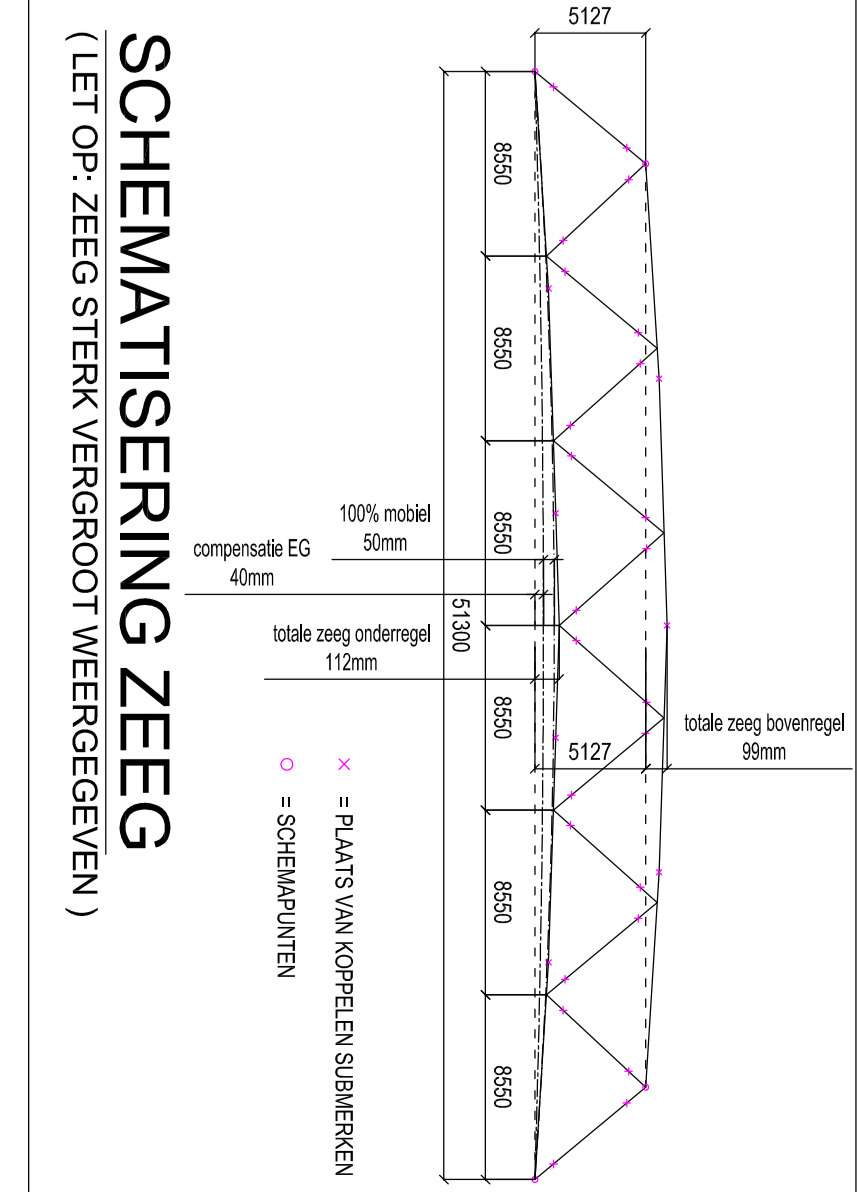 5127
8550
8550
8550
8550
8550
8550
51300
100% mobiel
50mm
compensatie EG
40mm
totale zeeg onderregel
112mm
5127
totale zeeg bovenregel
99mm
× = PLAATS VAN KOPPELEN SUBMERKEN
○ = SCHEMAPUNTEN
SCHEMATISERING ZEEG
( LET OP: ZEEG STERK VERGROOT WEERGEGEVEN )